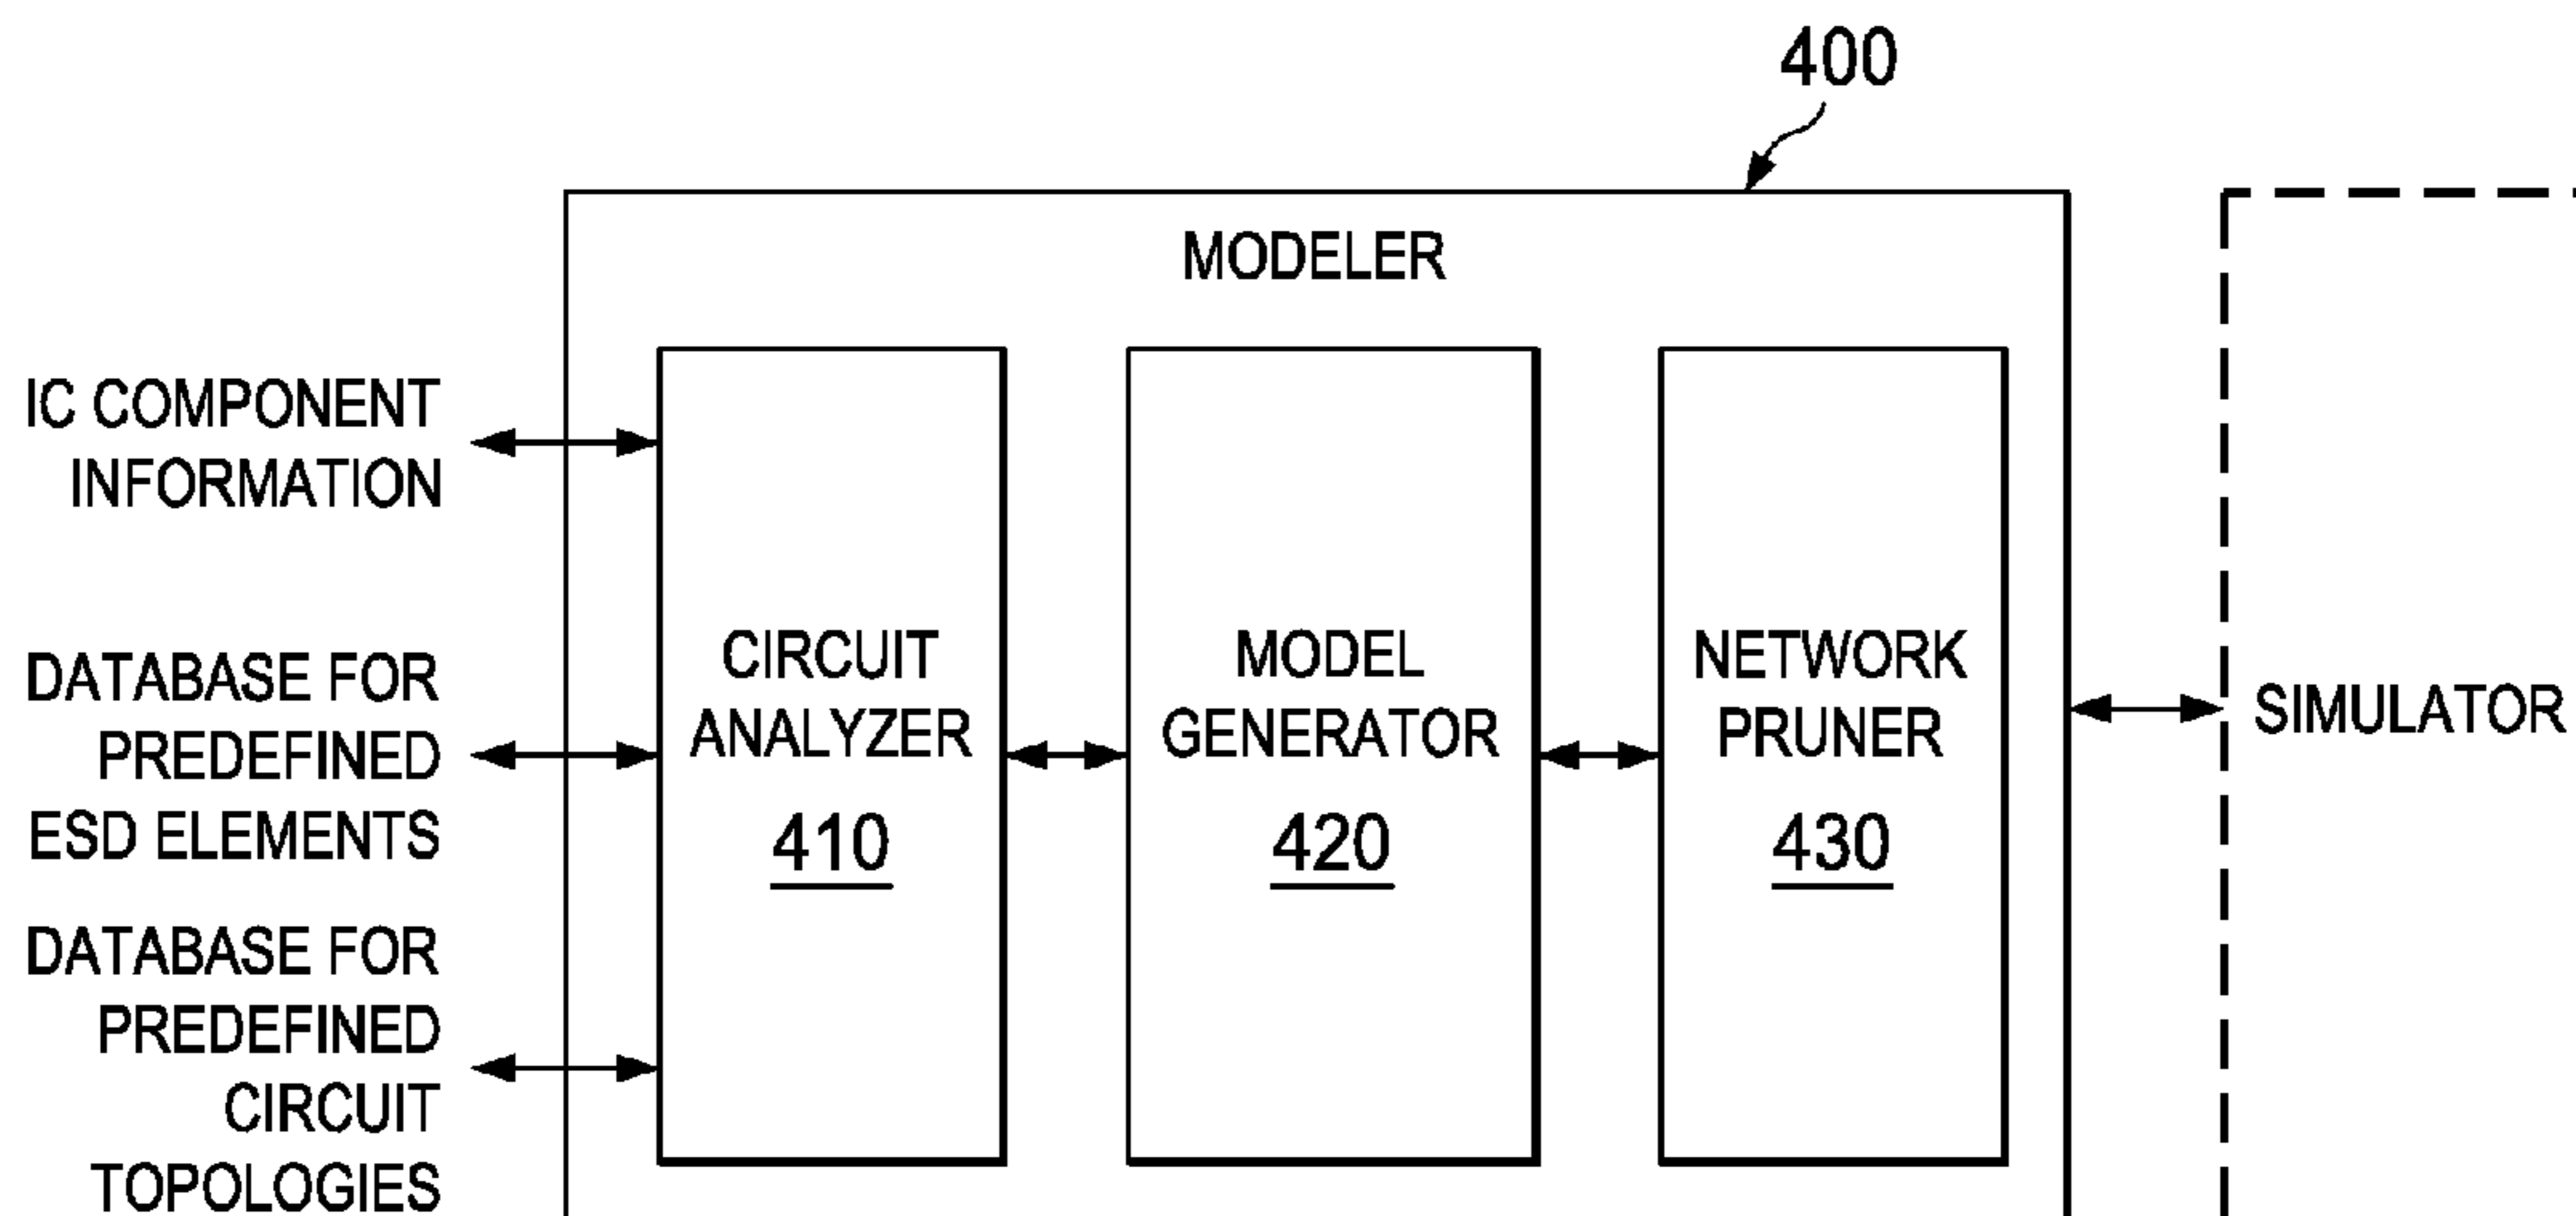 400
MODELER
IC COMPONENT
INFORMATION
DATABASE FOR
PREDEFINED
ESD ELEMENTS
DATABASE FOR
PREDEFINED
CIRCUIT
TOPOLOGIES
CIRCUIT
ANALYZER
410
MODEL
GENERATOR
420
NETWORK
PRUNER
430
SIMULATOR